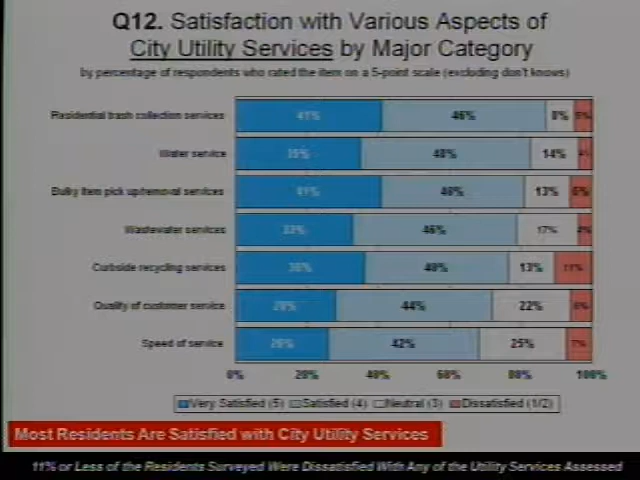 Q12. Satisfaction with Various Aspects of
City Utility Services by Major Category
by percentage of respondents who rated the item on a 5-point scale (excluding don't knows)
Residential trash collection services 41% 46% 8%
Water service 35% 48% 14% 4%
Bulky item pick up/removal services 41% 40% 13% 6%
Wastewater services 33% 46% 17% 4%
Curbside recycling services 36% 40% 13% 11%
Quality of customer service 28% 44% 22% 6%
Speed of service 26% 42% 25% 7%
0% 20% 40% 60% 80% 100%
Very Satisfied (5) Satisfied (4) Neutral (3) Dissatisfied (1/2)
Most Residents Are Satisfied with City Utility Services
11% or Less of the Residents Surveyed Were Dissatisfied With Any of the Utility Services Assessed